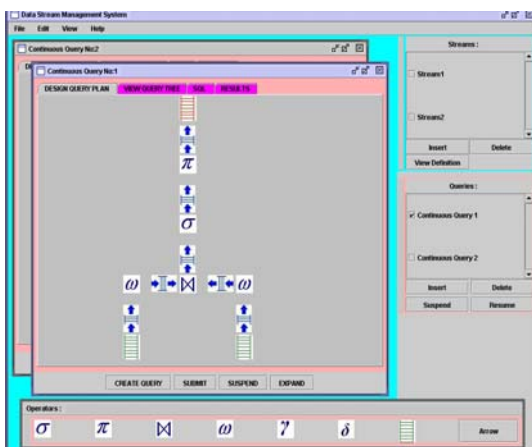 Data Stream Management System
File Edit View Help
Continuous Query No:2
Continuous Query No:1
DESIGN QUERY PLAN VIEW QUERY TREE SQL RESULTS
π
σ
ω ⋈ ω
CREATE QUERY SUBMIT SUSPEND EXPAND
Streams :
Stream1
Stream2
Insert Delete
View Definition
Queries :
Continuous Query 1
Continuous Query 2
Insert Delete
Suspend Resume
Operators :
σ π ⋈ ω γ δ Arrow